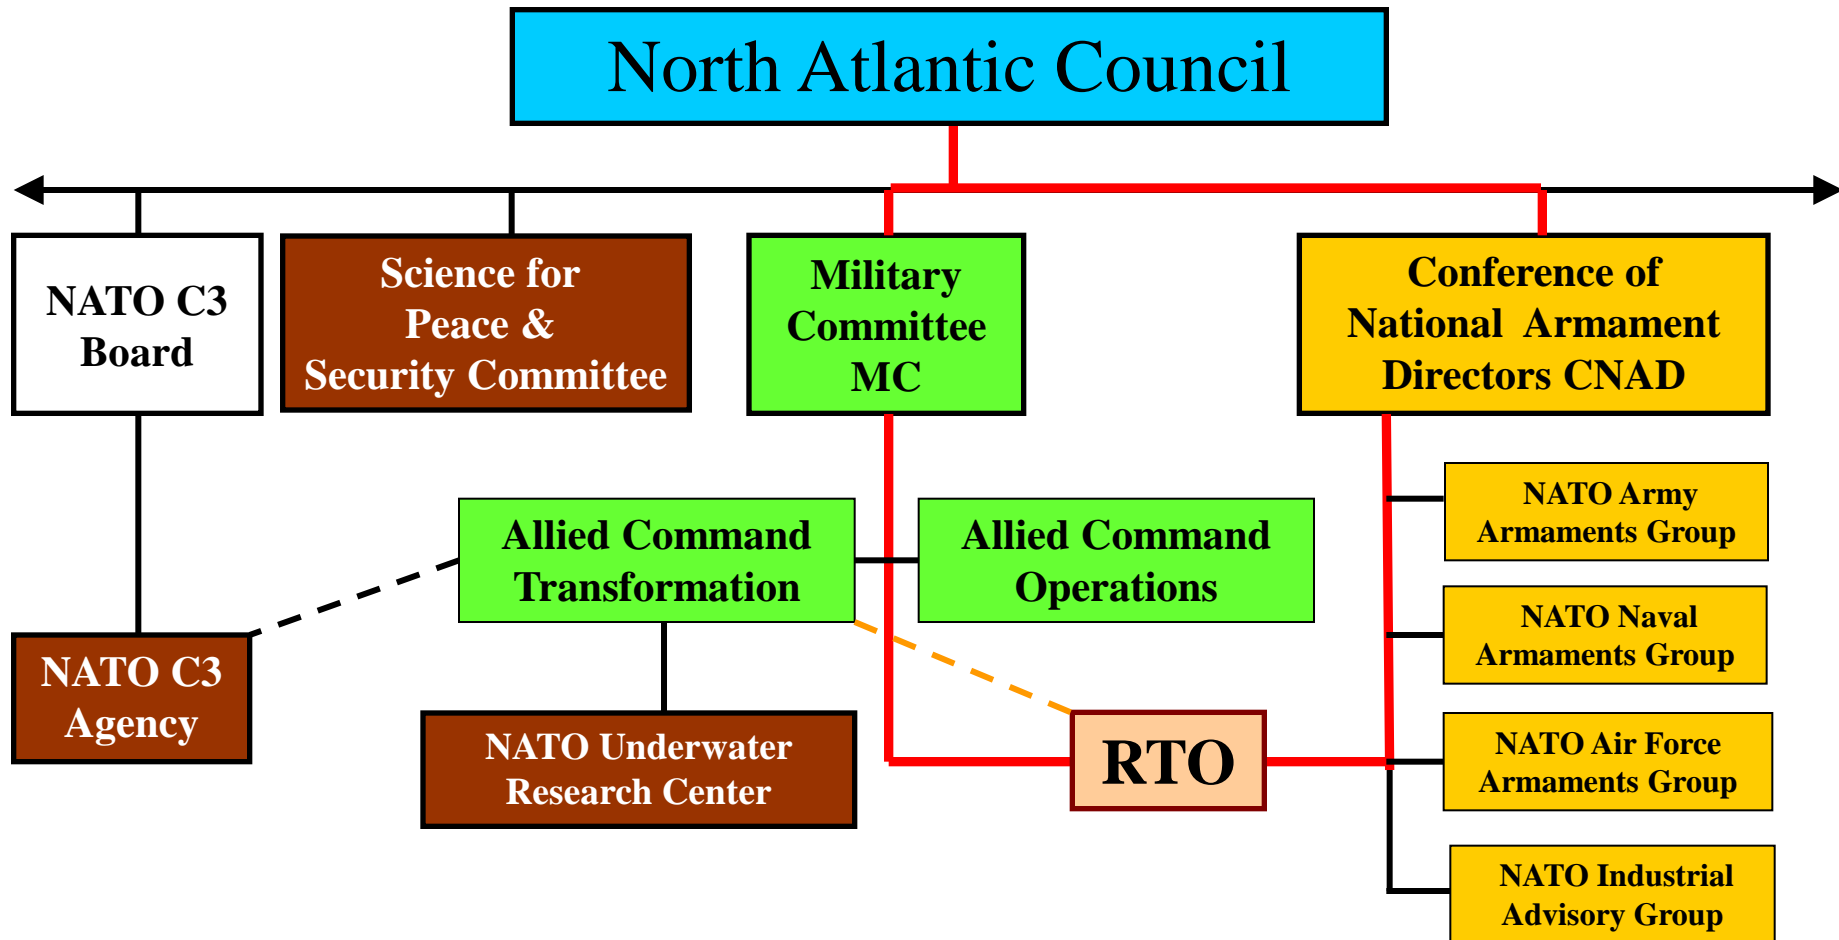 North Atlantic Council
NATO C3
Board
Science for
Peace &
Security Committee
Military
Committee
MC
Conference of
National Armament
Directors CNAD
Allied Command
Transformation
Allied Command
Operations
NATO Army
Armaments Group
NATO Naval
Armaments Group
NATO C3
Agency
NATO Underwater
Research Center
RTO
NATO Air Force
Armaments Group
NATO Industrial
Advisory Group